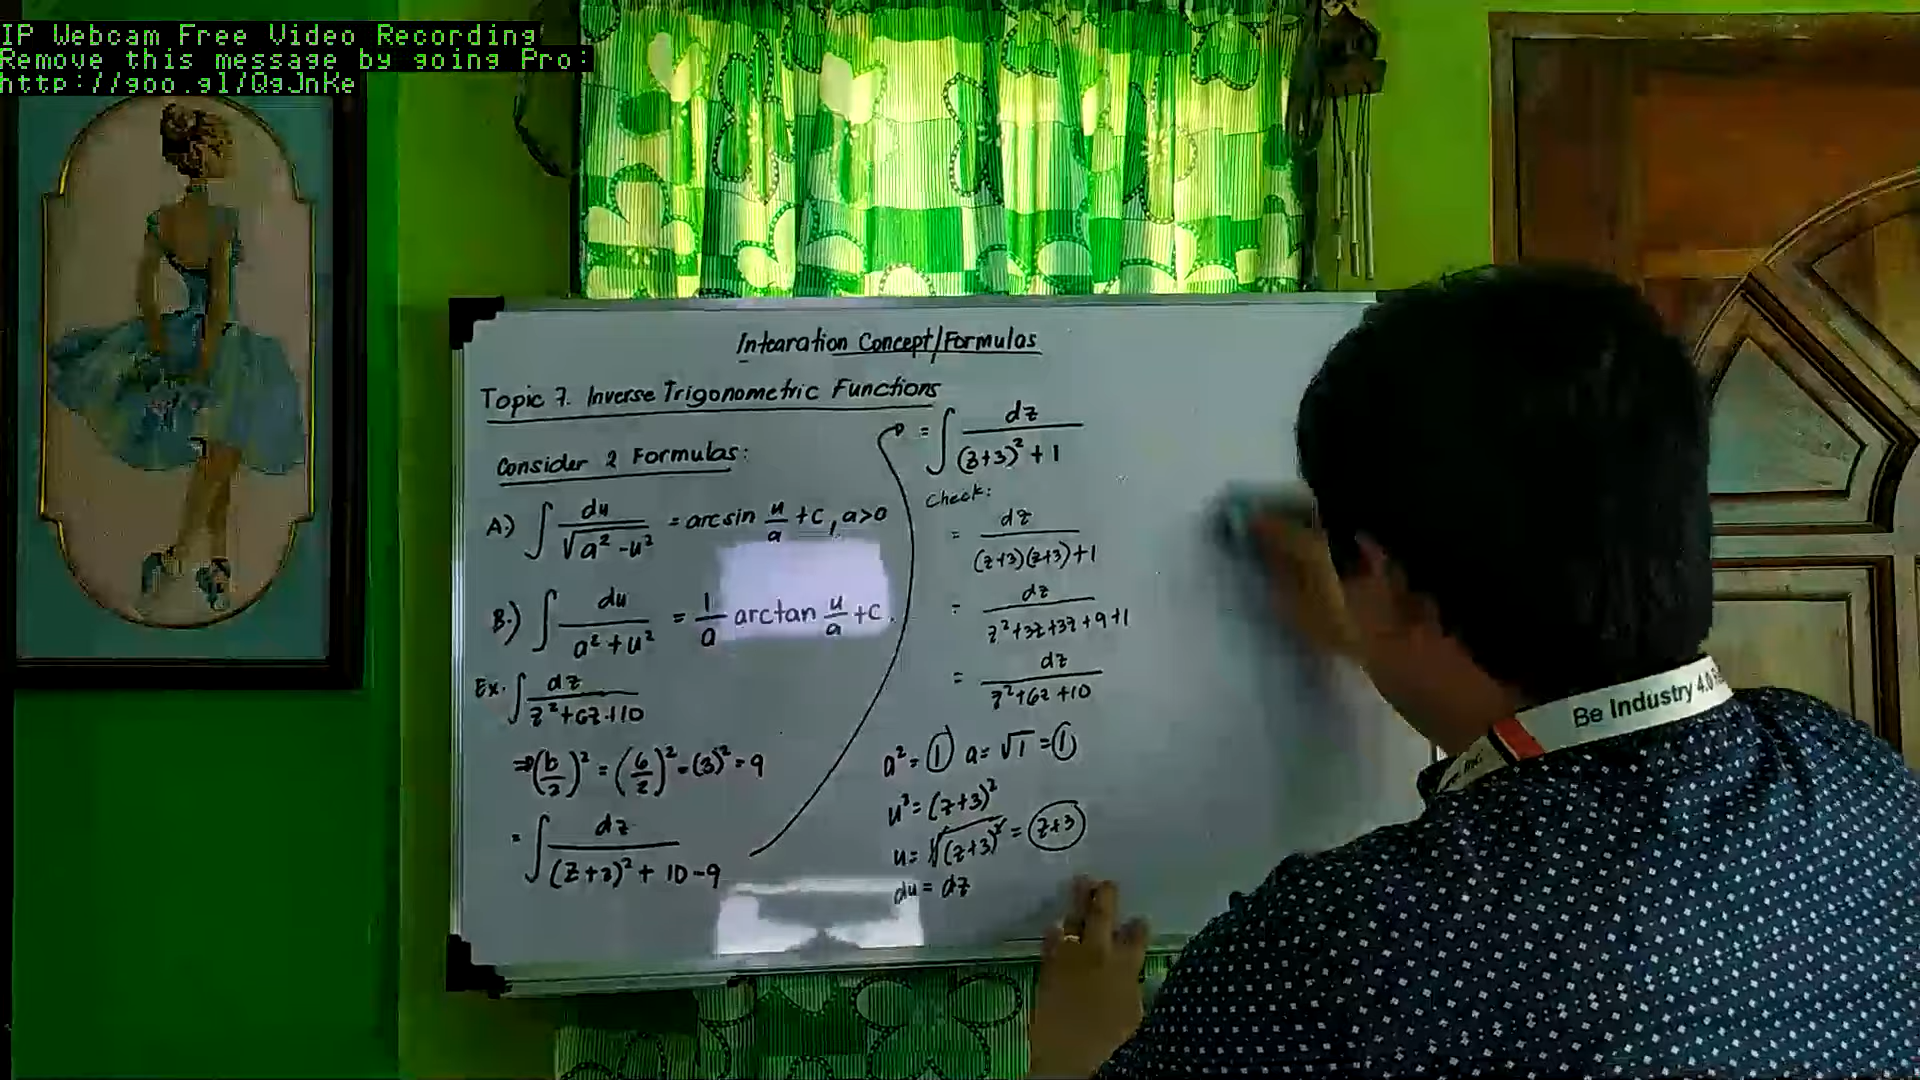 IP Webcam Free Video Recording
Remove this message by going Pro:
http://goo.gl/QgJnKe
Intearation Concept/Formulas
Topic 7. Inverse Trigonometric Functions
Consider 2 Formulas:
A) ∫ du/√(a² - u²) = arcsin u/a + c, a>0
B.) ∫ du/(a² + u²) = 1/a arctan u/a + c.
Ex. ∫ dz/(z² + 6z + 10)
⇒ (b/2)² = (6/2)² = (3)² = 9
= ∫ dz/((z+3)² + 10 - 9)
= ∫ dz/((z+3)² + 1)
Check:
= dz/((z+3)(z+3) + 1)
= dz/(z² + 3z + 3z + 9 + 1)
= dz/(z² + 6z + 10)
a² = 1 a = √1 = 1
u² = (z+3)²
u = √(z+3)² = z+3
du = dz
Be Industry 4.0